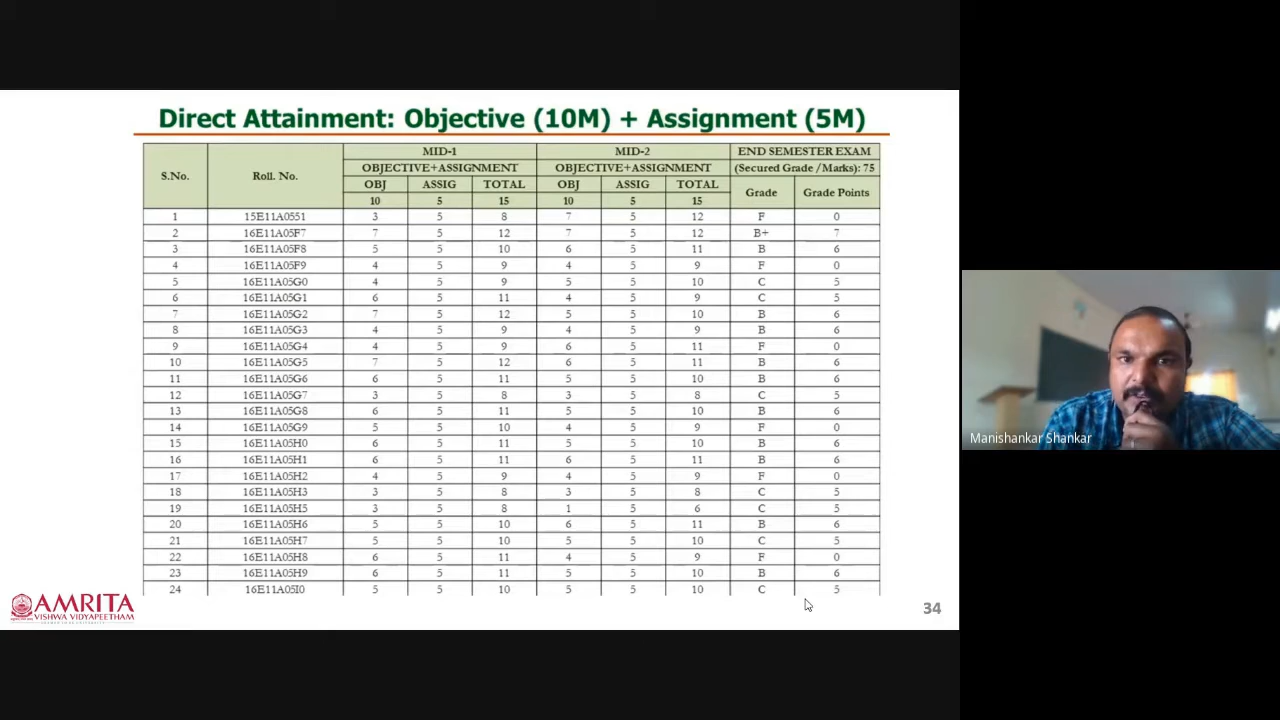 Direct Attainment: Objective (10M) + Assignment (5M)
S.No. Roll. No. MID-1 MID-2 END SEMESTER EXAM
OBJECTIVE+ASSIGNMENT OBJECTIVE+ASSIGNMENT (Secured Grade /Marks): 75
OBJ ASSIG TOTAL OBJ ASSIG TOTAL Grade Grade Points
10 5 15 10 5 15
1 15E11A0551 3 5 8 7 5 12 F 0
2 16E11A05F7 7 5 12 7 5 12 B+ 7
3 16E11A05F8 5 5 10 6 5 11 B 6
4 16E11A05F9 4 5 9 4 5 9 F 0
5 16E11A05G0 4 5 9 5 5 10 C 5
6 16E11A05G1 6 5 11 4 5 9 C 5
7 16E11A05G2 7 5 12 5 5 10 B 6
8 16E11A05G3 4 5 9 4 5 9 B 6
9 16E11A05G4 4 5 9 6 5 11 F 0
10 16E11A05G5 7 5 12 6 5 11 B 6
11 16E11A05G6 6 5 11 5 5 10 B 6
12 16E11A05G7 3 5 8 3 5 8 C 5
13 16E11A05G8 6 5 11 5 5 10 B 6
14 16E11A05G9 5 5 10 4 5 9 F 0
15 16E11A05H0 6 5 11 5 5 10 B 6
16 16E11A05H1 6 5 11 6 5 11 B 6
17 16E11A05H2 4 5 9 4 5 9 F 0
18 16E11A05H3 3 5 8 3 5 8 C 5
19 16E11A05H5 3 5 8 1 5 6 C 5
20 16E11A05H6 5 5 10 6 5 11 B 6
21 16E11A05H7 5 5 10 5 5 10 C 5
22 16E11A05H8 6 5 11 4 5 9 F 0
23 16E11A05H9 6 5 11 5 5 10 B 6
24 16E11A05I0 5 5 10 5 5 10 C 5
AMRITA
VISHWA VIDYAPEETHAM
34
Manishankar Shankar